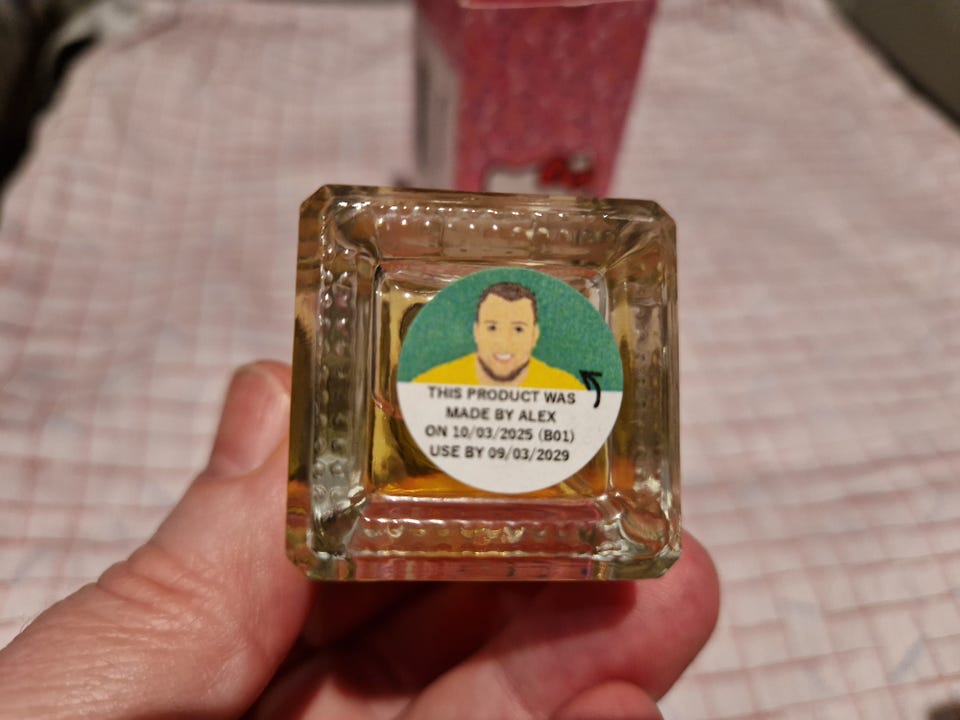 THIS PRODUCT WAS
MADE BY ALEX
ON 10/03/2025 (B01)
USE BY 09/03/2029